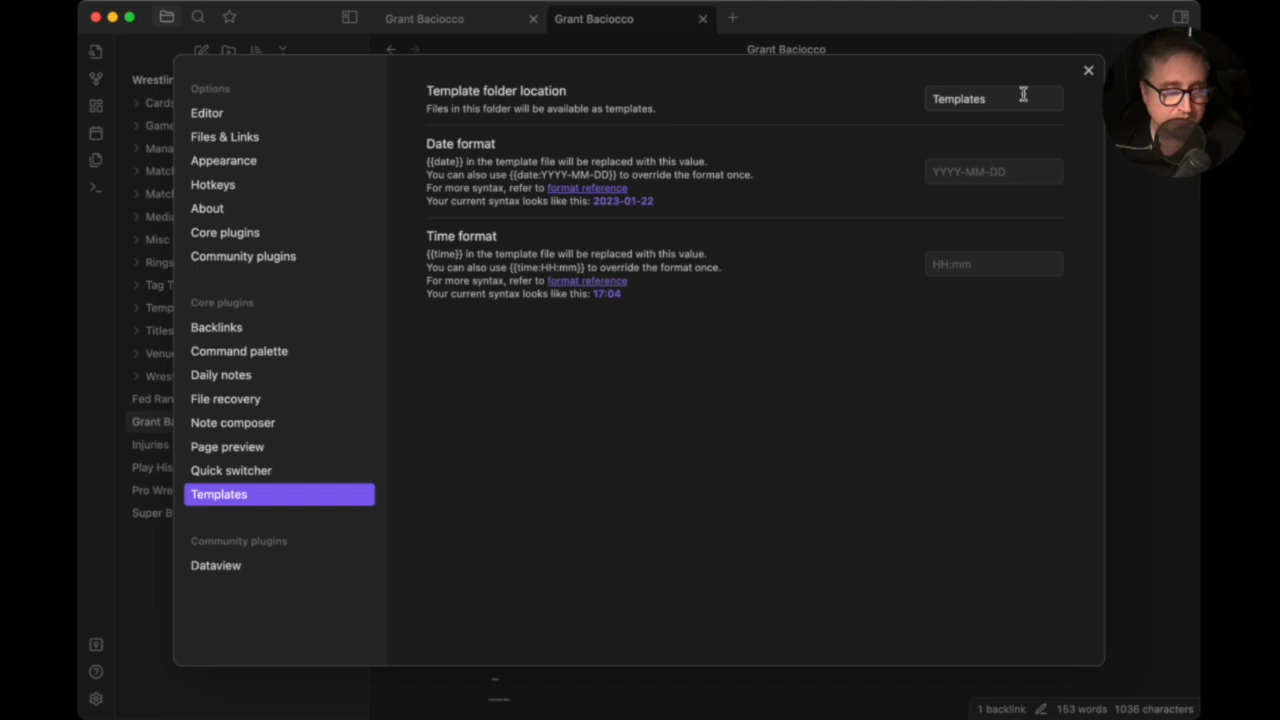 Grant Baciocco
Grant Baciocco
Grant Baciocco
Wrestlin
Cards
Game
Mana
Matc
Matc
Media
Misc
Rings
Tag T
Temp
Titles
Venue
Wrest
Fed Ran
Grant Ba
Injuries
Play His
Pro Wre
Super B
Options
Editor
Files & Links
Appearance
Hotkeys
About
Core plugins
Community plugins
Core plugins
Backlinks
Command palette
Daily notes
File recovery
Note composer
Page preview
Quick switcher
Templates
Community plugins
Dataview
Template folder location
Files in this folder will be available as templates.
Templates
Date format
{{date}} in the template file will be replaced with this value.
You can also use {{date:YYYY-MM-DD}} to override the format once.
For more syntax, refer to format reference
Your current syntax looks like this: 2023-01-22
YYYY-MM-DD
Time format
{{time}} in the template file will be replaced with this value.
You can also use {{time:HH:mm}} to override the format once.
For more syntax, refer to format reference
Your current syntax looks like this: 17:04
HH:mm
1 backlink 153 words 1036 characters